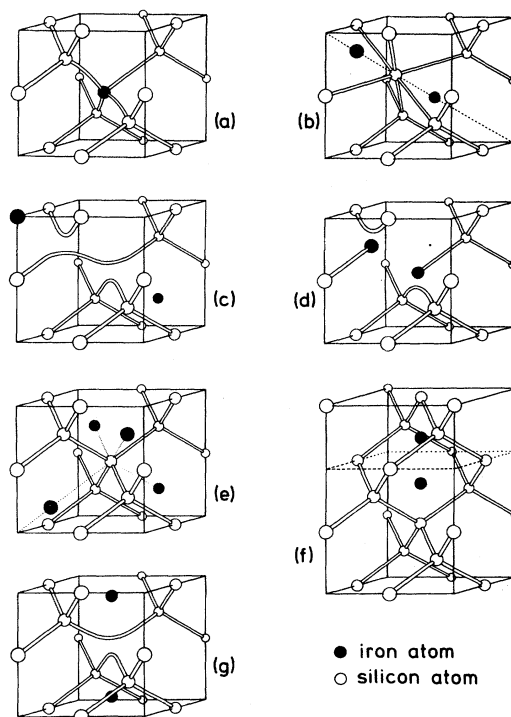 (a)
(b)
(c)
(d)
(e)
(f)
(g)
iron atom
silicon atom